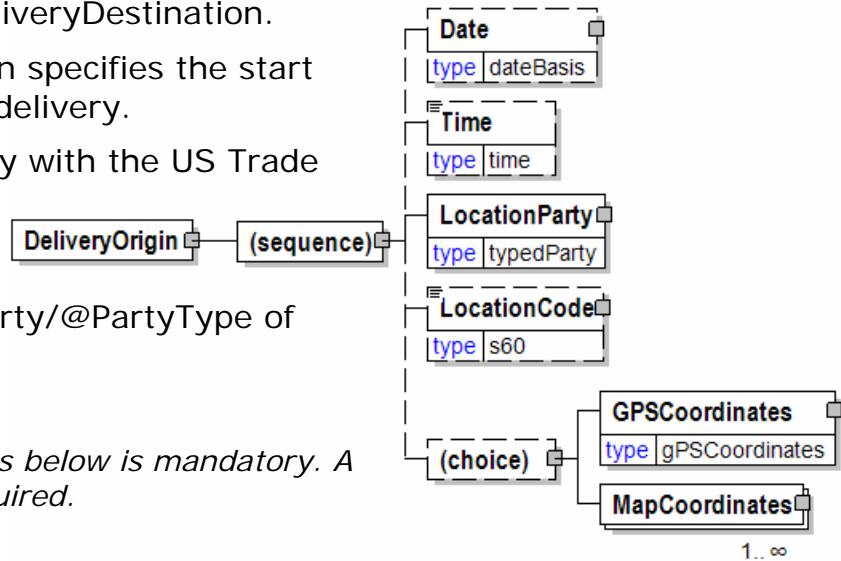 iveryDestination.
n specifies the start
delivery.
y with the US Trade
rty/@PartyType of
s below is mandatory. A
uired.
DeliveryOrigin
(sequence)
Date
type dateBasis
Time
type time
LocationParty
type typedParty
LocationCode
type s60
(choice)
GPSCoordinates
type gPSCoordinates
MapCoordinates
1.. ∞